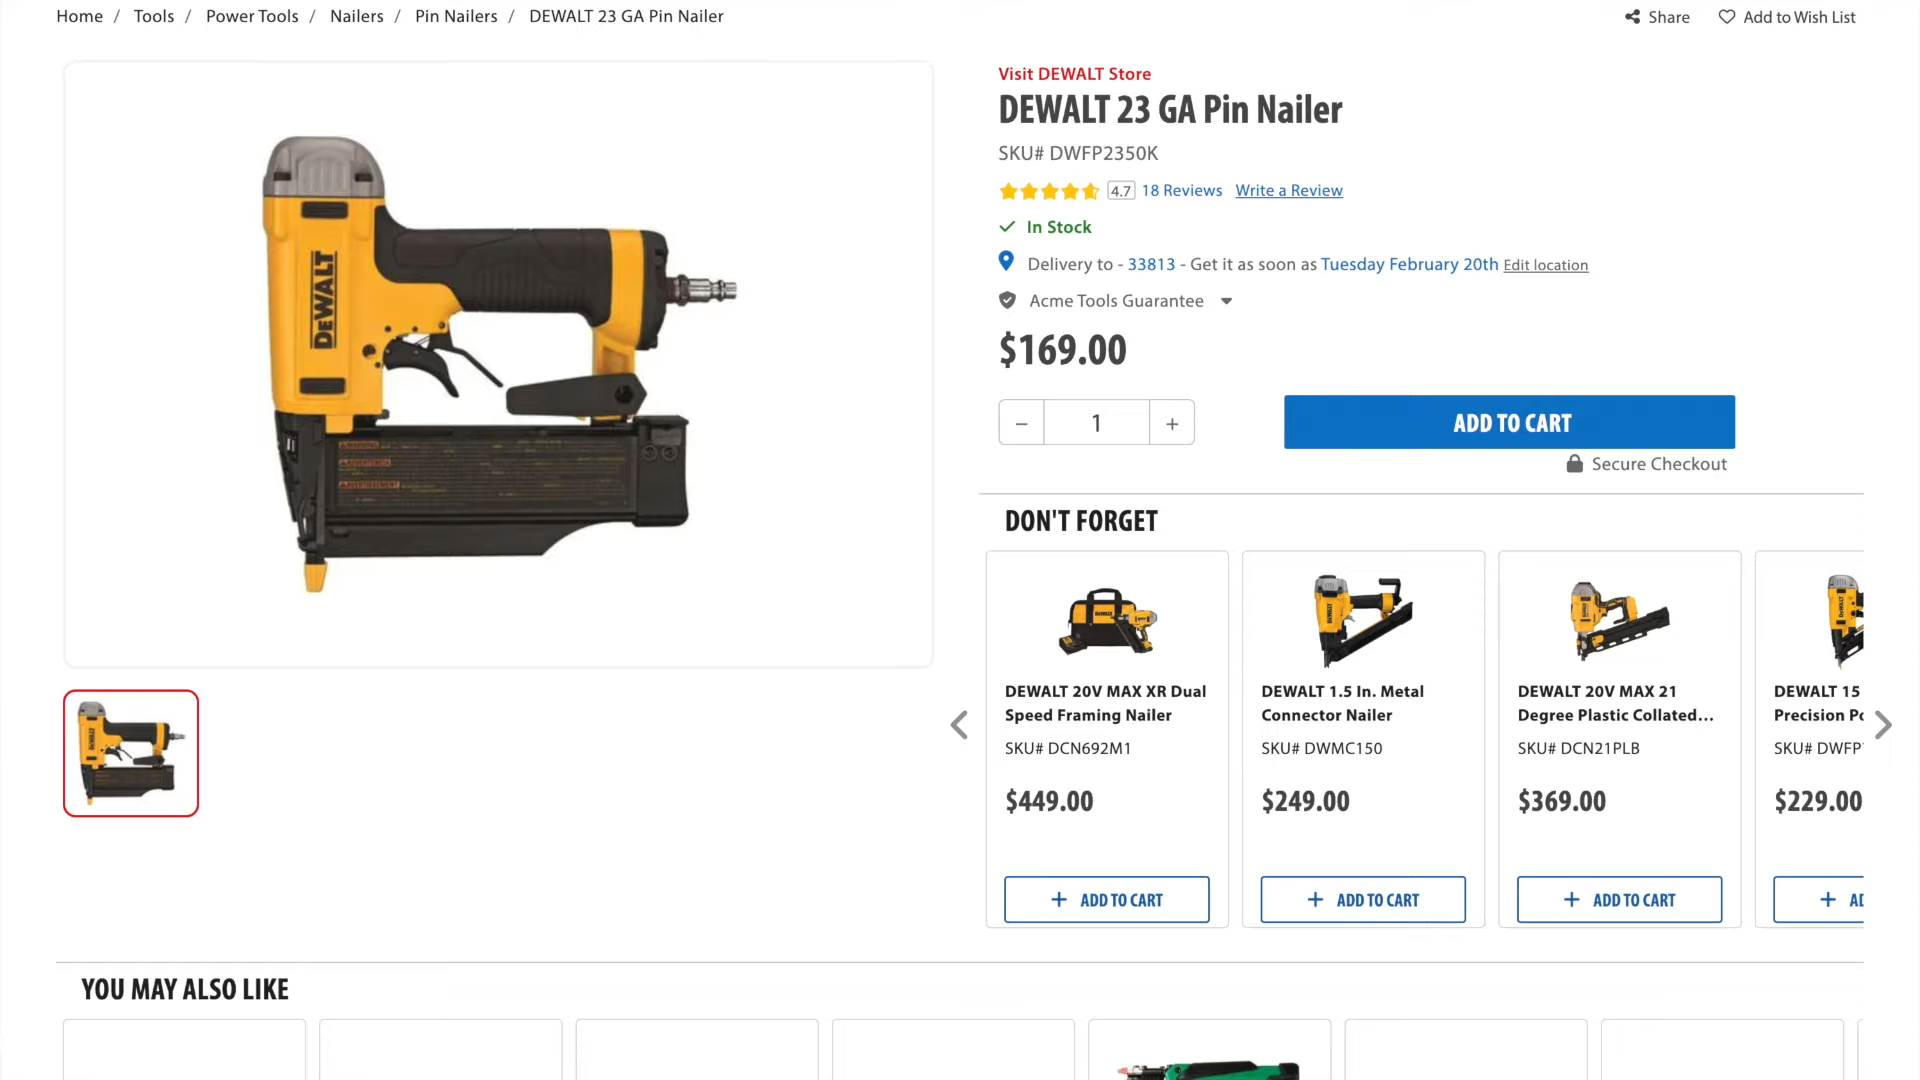 Home / Tools / Power Tools / Nailers / Pin Nailers / DEWALT 23 GA Pin Nailer
Share
Add to Wish List
Visit DEWALT Store
DEWALT 23 GA Pin Nailer
SKU# DWFP2350K
4.7 18 Reviews Write a Review
In Stock
Delivery to - 33813 - Get it as soon as Tuesday February 20th Edit location
Acme Tools Guarantee
$169.00
− 1 +
ADD TO CART
Secure Checkout
DEWALT
DON'T FORGET
DEWALT 20V MAX XR Dual
Speed Framing Nailer
SKU# DCN692M1
$449.00
+ ADD TO CART
DEWALT 1.5 In. Metal
Connector Nailer
SKU# DWMC150
$249.00
+ ADD TO CART
DEWALT 20V MAX 21
Degree Plastic Collated...
SKU# DCN21PLB
$369.00
+ ADD TO CART
DEWALT 15
Precision
SKU# DWFP
$229.00
+
YOU MAY ALSO LIKE